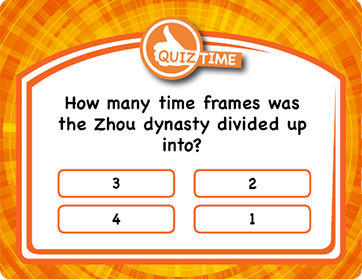 QUIZ TIME
How many time frames was
the Zhou dynasty divided up
into?
3
2
4
1